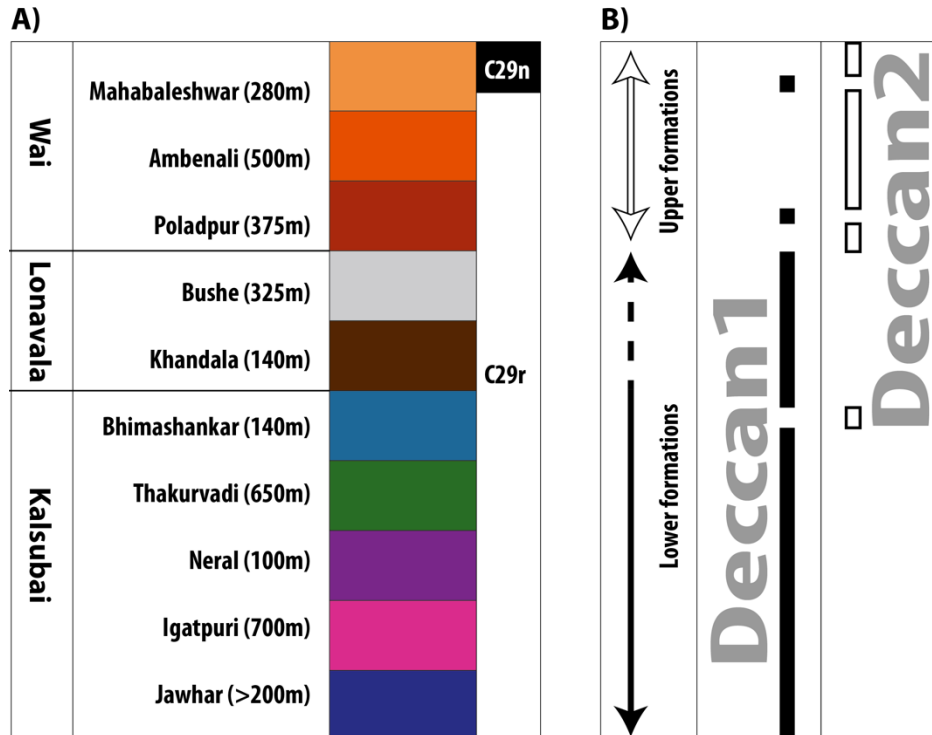 A)
Wai
Mahabaleshwar (280m)
Ambenali (500m)
Poladpur (375m)
Lonavala
Bushe (325m)
Khandala (140m)
Kalsubai
Bhimashankar (140m)
Thakurvadi (650m)
Neral (100m)
Igatpuri (700m)
Jawhar (>200m)
C29n
C29r
B)
Upper formations
Lower formations
Deccan1
Deccan2